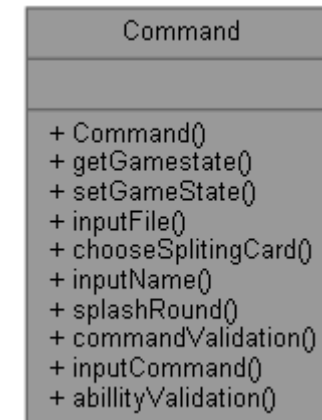 Command
+ Command()
+ getGamestate()
+ setGameState()
+ inputFile()
+ chooseSplitingCard()
+ inputName()
+ splashRound()
+ commandValidation()
+ inputCommand()
+ abillityValidation()